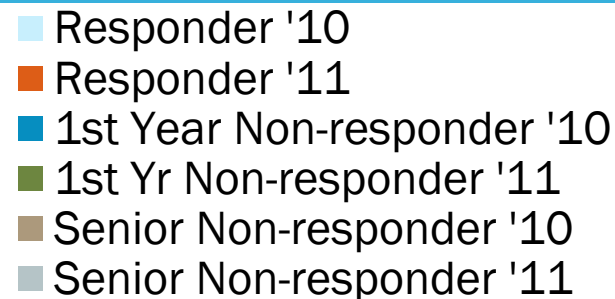 Responder '10
Responder '11
1st Year Non-responder '10
1st Yr Non-responder '11
Senior Non-responder '10
Senior Non-responder '11